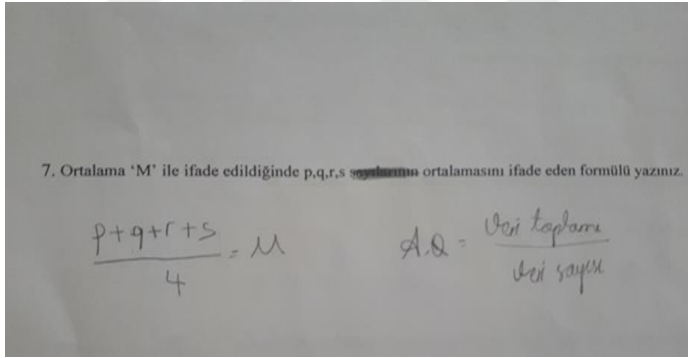 7. Ortalama ‘M’ ile ifade edildiğinde p,q,r,s ortalamasını ifade eden formülü yazınız.
p+q+r+s / 4 = M
A.O = Veri toplamı / Veri sayısı